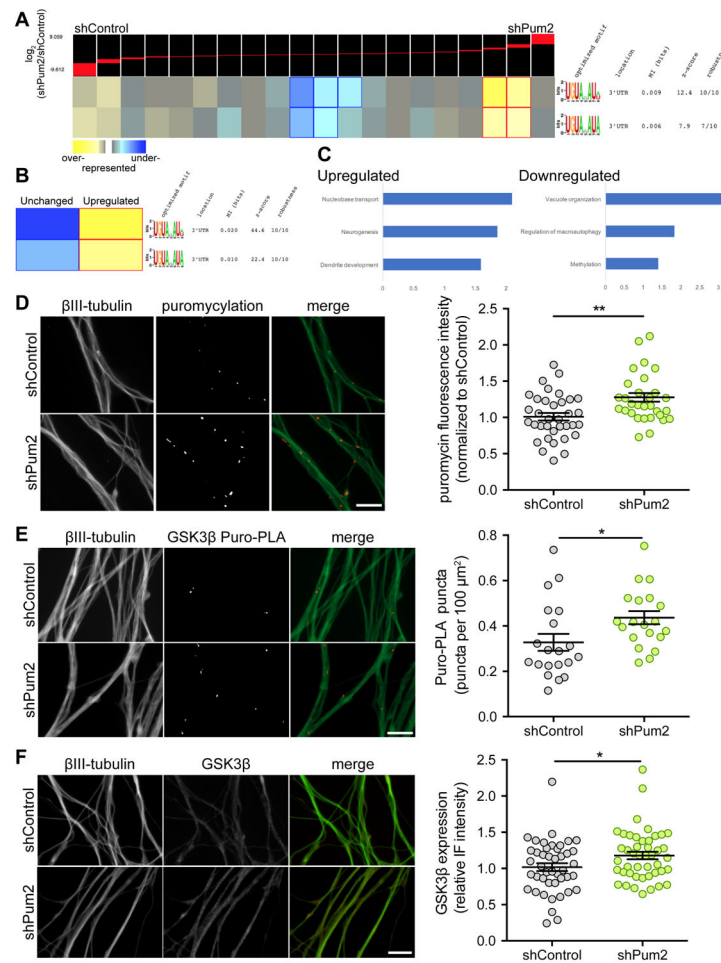 A
shControl
shPum2
9.059
-9.612
log2
(shPum2/shControl)
optimized motif
location
MI (bits)
z-score
robustness
bits
3'UTR 0.009 12.4 10/10
bits
3'UTR 0.006 7.9 7/10
over-
under-
represented
B
Unchanged
Upregulated
optimized motif
location
MI (bits)
z-score
robustness
bits
3'UTR 0.020 44.6 10/10
bits
3'UTR 0.010 22.4 10/10
C
Upregulated
Nucleobase transport
Neurogenesis
Dendrite development
0 0.5 1 1.5 2
Downregulated
Vacuole organization
Regulation of macroautophagy
Methylation
0 0.5 1 1.5 2 2.5 3
D
βIII-tubulin
puromycylation
merge
shControl
shPum2
puromycin fluorescence intesity
(normalized to shControl)
2.5
2.0
1.5
1.0
0.5
0.0
**
shControl
shPum2
E
βIII-tubulin
GSK3β Puro-PLA
merge
shControl
shPum2
Puro-PLA puncta
(puncta per 100 μm²)
0.8
0.6
0.4
0.2
0.0
*
shControl
shPum2
F
βIII-tubulin
GSK3β
merge
shControl
shPum2
GSK3β expression
(relative IF intensity)
2.5
2.0
1.5
1.0
0.5
0.0
*
shControl
shPum2